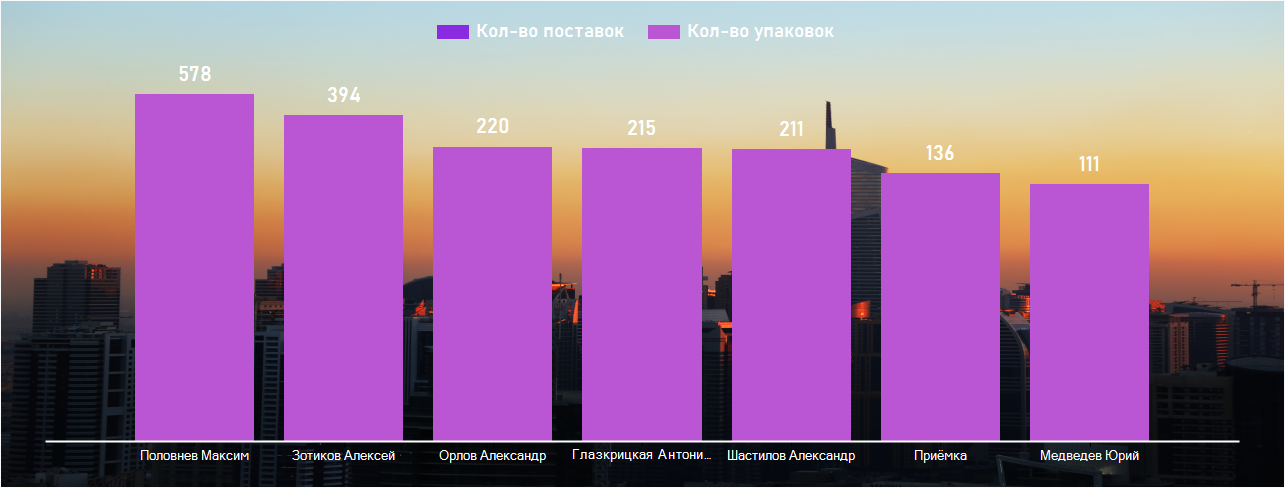 Кол-во поставок Кол-во упаковок
578
394
220
215
211
136
111
Половнев Максим
Зотиков Алексей
Орлов Александр
Глазкрицкая Антони...
Шастилов Александр
Приёмка
Медведев Юрий